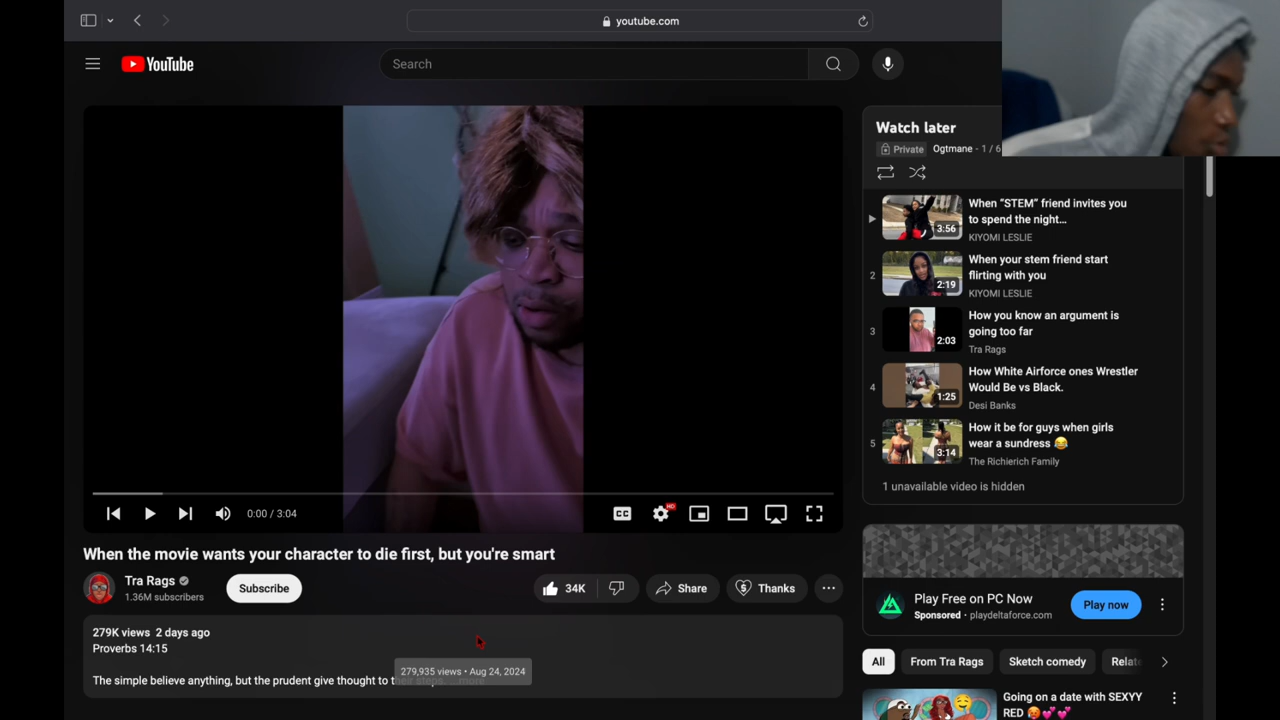 youtube.com
YouTube
Search
Watch later
Private Ogtmane - 1 / 6
When “STEM” friend invites you to spend the night...
KIYOMI LESLIE
3:56
2
When your stem friend start flirting with you
KIYOMI LESLIE
2:19
3
How you know an argument is going too far
Tra Rags
2:03
4
How White Airforce ones Wrestler Would Be vs Black.
Desi Banks
1:25
5
How it be for guys when girls wear a sundress 😂
The Richierich Family
3:14
1 unavailable video is hidden
0:00 / 3:04
CC
HD
When the movie wants your character to die first, but you're smart
Tra Rags
1.36M subscribers
Subscribe
34K
Share
Thanks
279K views 2 days ago
Proverbs 14:15
279,935 views • Aug 24, 2024
The simple believe anything, but the prudent give thought to their steps. ...more
Play Free on PC Now
Sponsored • playdeltaforce.com
Play now
All
From Tra Rags
Sketch comedy
Relate
Going on a date with SEXYY
RED 🥵💕💕